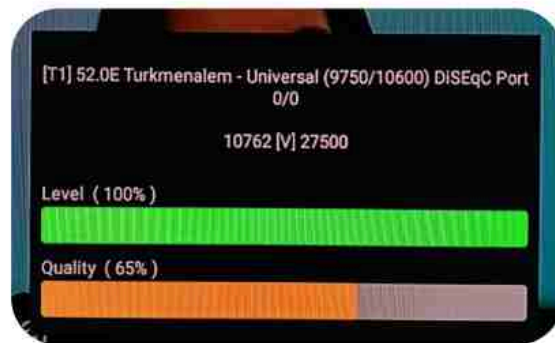 [T1] 52.0E Turkmenalem - Universal (9750/10600) DiSEqC Port
0/0
10762 [V] 27500
Level ( 100% )
Quality ( 65% )